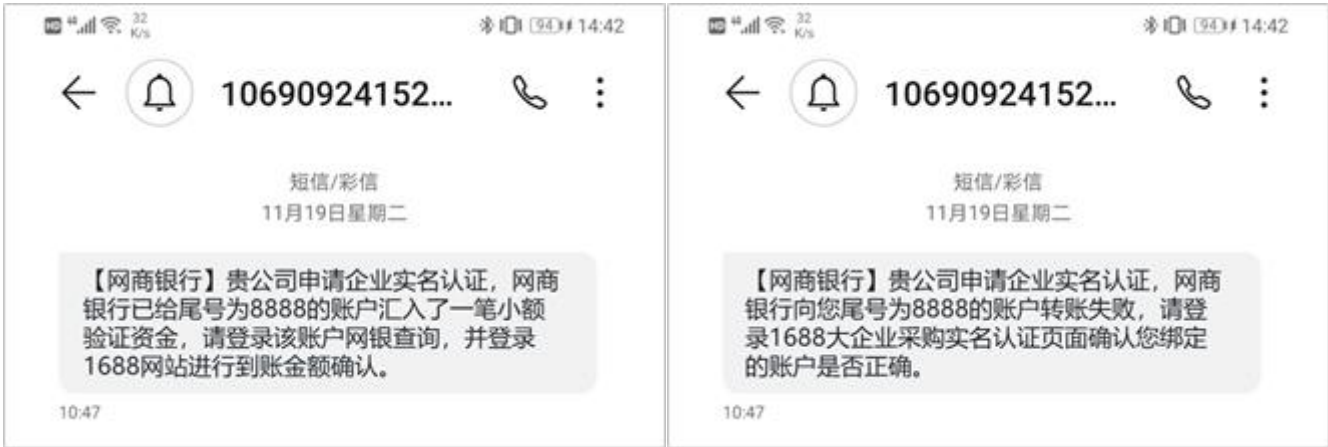 HD 4G 32 K/s 94 14:42
10690924152...
短信/彩信
11月19日星期二
【网商银行】贵公司申请企业实名认证，网商
银行已给尾号为8888的账户汇入了一笔小额
验证资金，请登录该账户网银查询，并登录
1688网站进行到账金额确认。
10:47
HD 4G 32 K/s 94 14:42
10690924152...
短信/彩信
11月19日星期二
【网商银行】贵公司申请企业实名认证，网商
银行向您尾号为8888的账户转账失败，请登
录1688大企业采购实名认证页面确认您绑定
的账户是否正确。
10:47